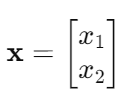 x = [x₁
x₂]